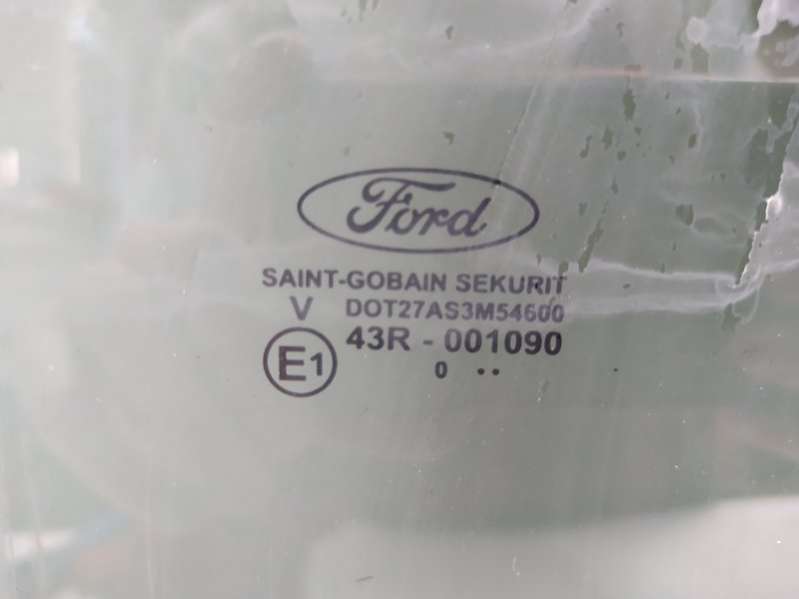 Ford
SAINT-GOBAIN SEKURIT
V DOT27AS3M54600
E1 43R - 001090
0 ..